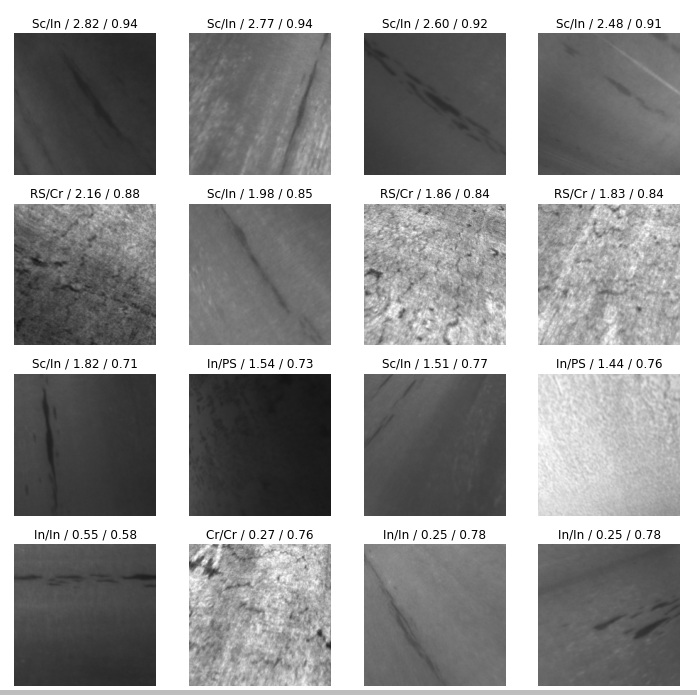 Sc/In / 2.82 / 0.94 Sc/In / 2.77 / 0.94 Sc/In / 2.60 / 0.92 Sc/In / 2.48 / 0.91
RS/Cr / 2.16 / 0.88 Sc/In / 1.98 / 0.85 RS/Cr / 1.86 / 0.84 RS/Cr / 1.83 / 0.84
Sc/In / 1.82 / 0.71 In/PS / 1.54 / 0.73 Sc/In / 1.51 / 0.77 In/PS / 1.44 / 0.76
In/In / 0.55 / 0.58 Cr/Cr / 0.27 / 0.76 In/In / 0.25 / 0.78 In/In / 0.25 / 0.78